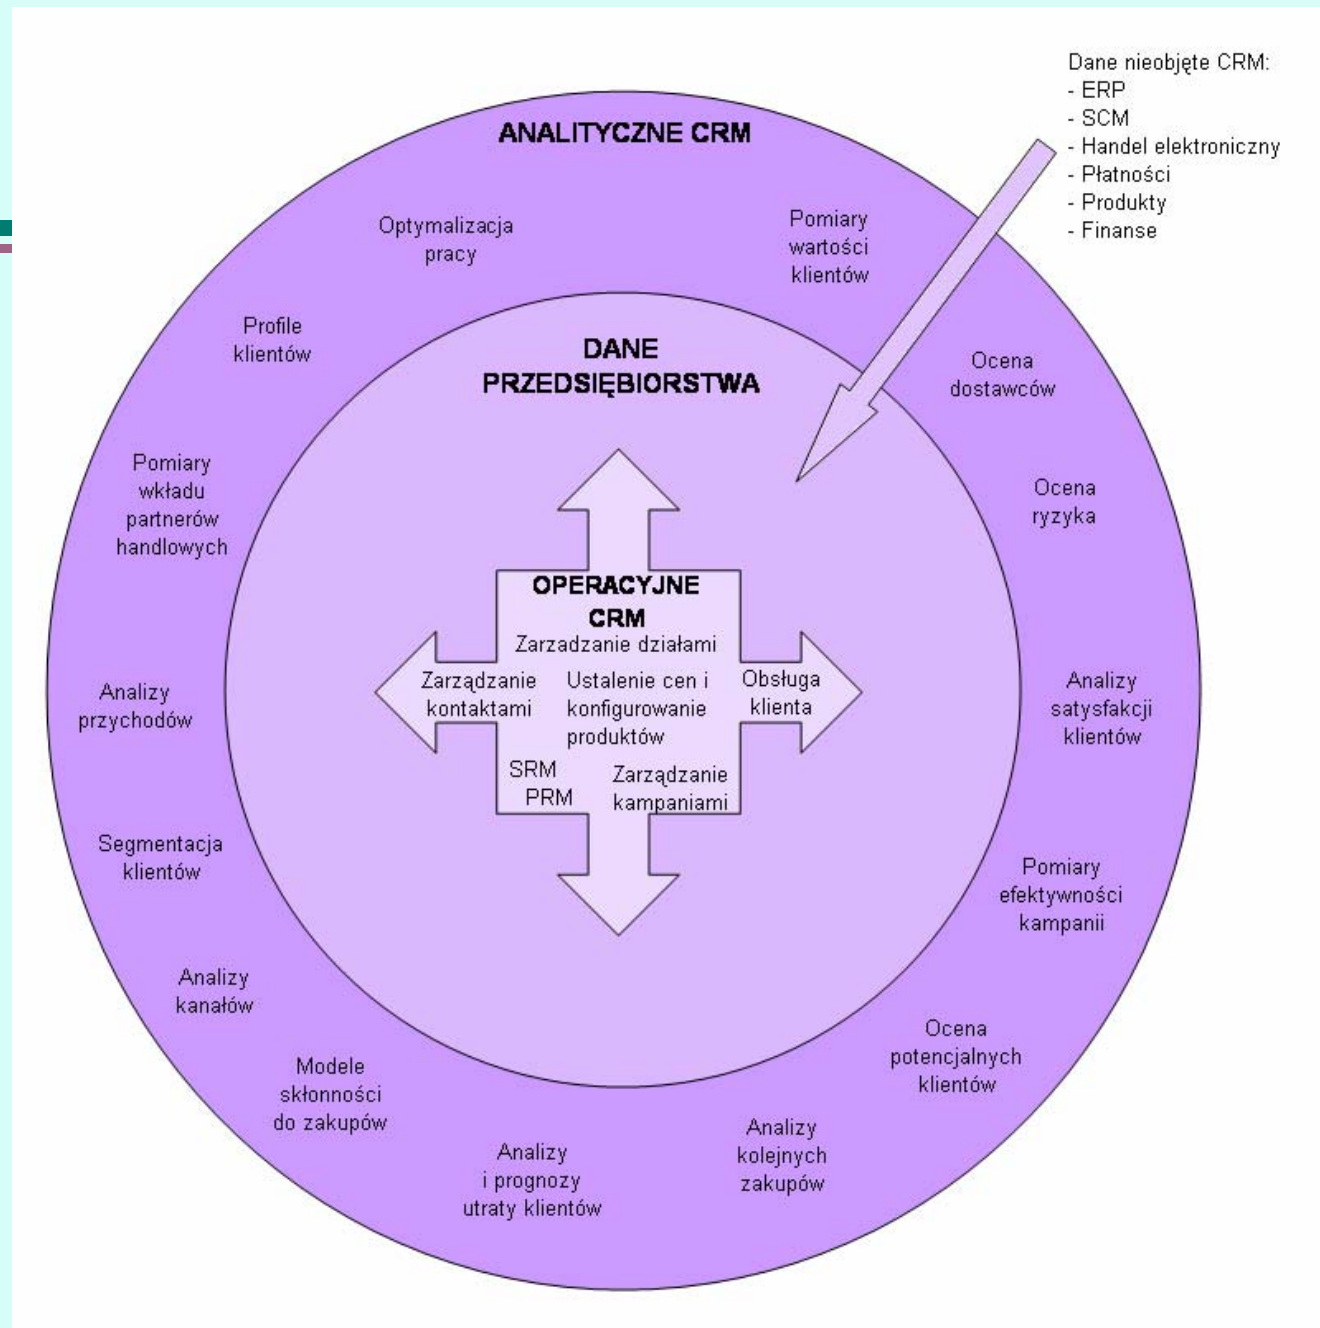 Dane nieobjęte CRM:
- ERP
- SCM
- Handel elektroniczny
- Płatności
- Produkty
- Finanse
ANALITYCZNE CRM
Optymalizacja
pracy
Pomiary
wartości
klientów
Profile
klientów
Ocena
dostawców
Pomiary
wkładu
partnerów
handlowych
Ocena
ryzyka
Analizy
przychodów
Analizy
satysfakcji
klientów
Segmentacja
klientów
Pomiary
efektywności
kampanii
Analizy
kanałów
Ocena
potencjalnych
klientów
Modele
skłonności
do zakupów
Analizy
kolejnych
zakupów
Analizy
i prognozy
utraty klientów
DANE
PRZEDSIĘBIORSTWA
OPERACYJNE
CRM
Zarzadzanie działami
Zarządzanie
kontaktami
Ustalenie cen i
konfigurowanie
produktów
Obsługa
klienta
SRM
PRM
Zarządzanie
kampaniami